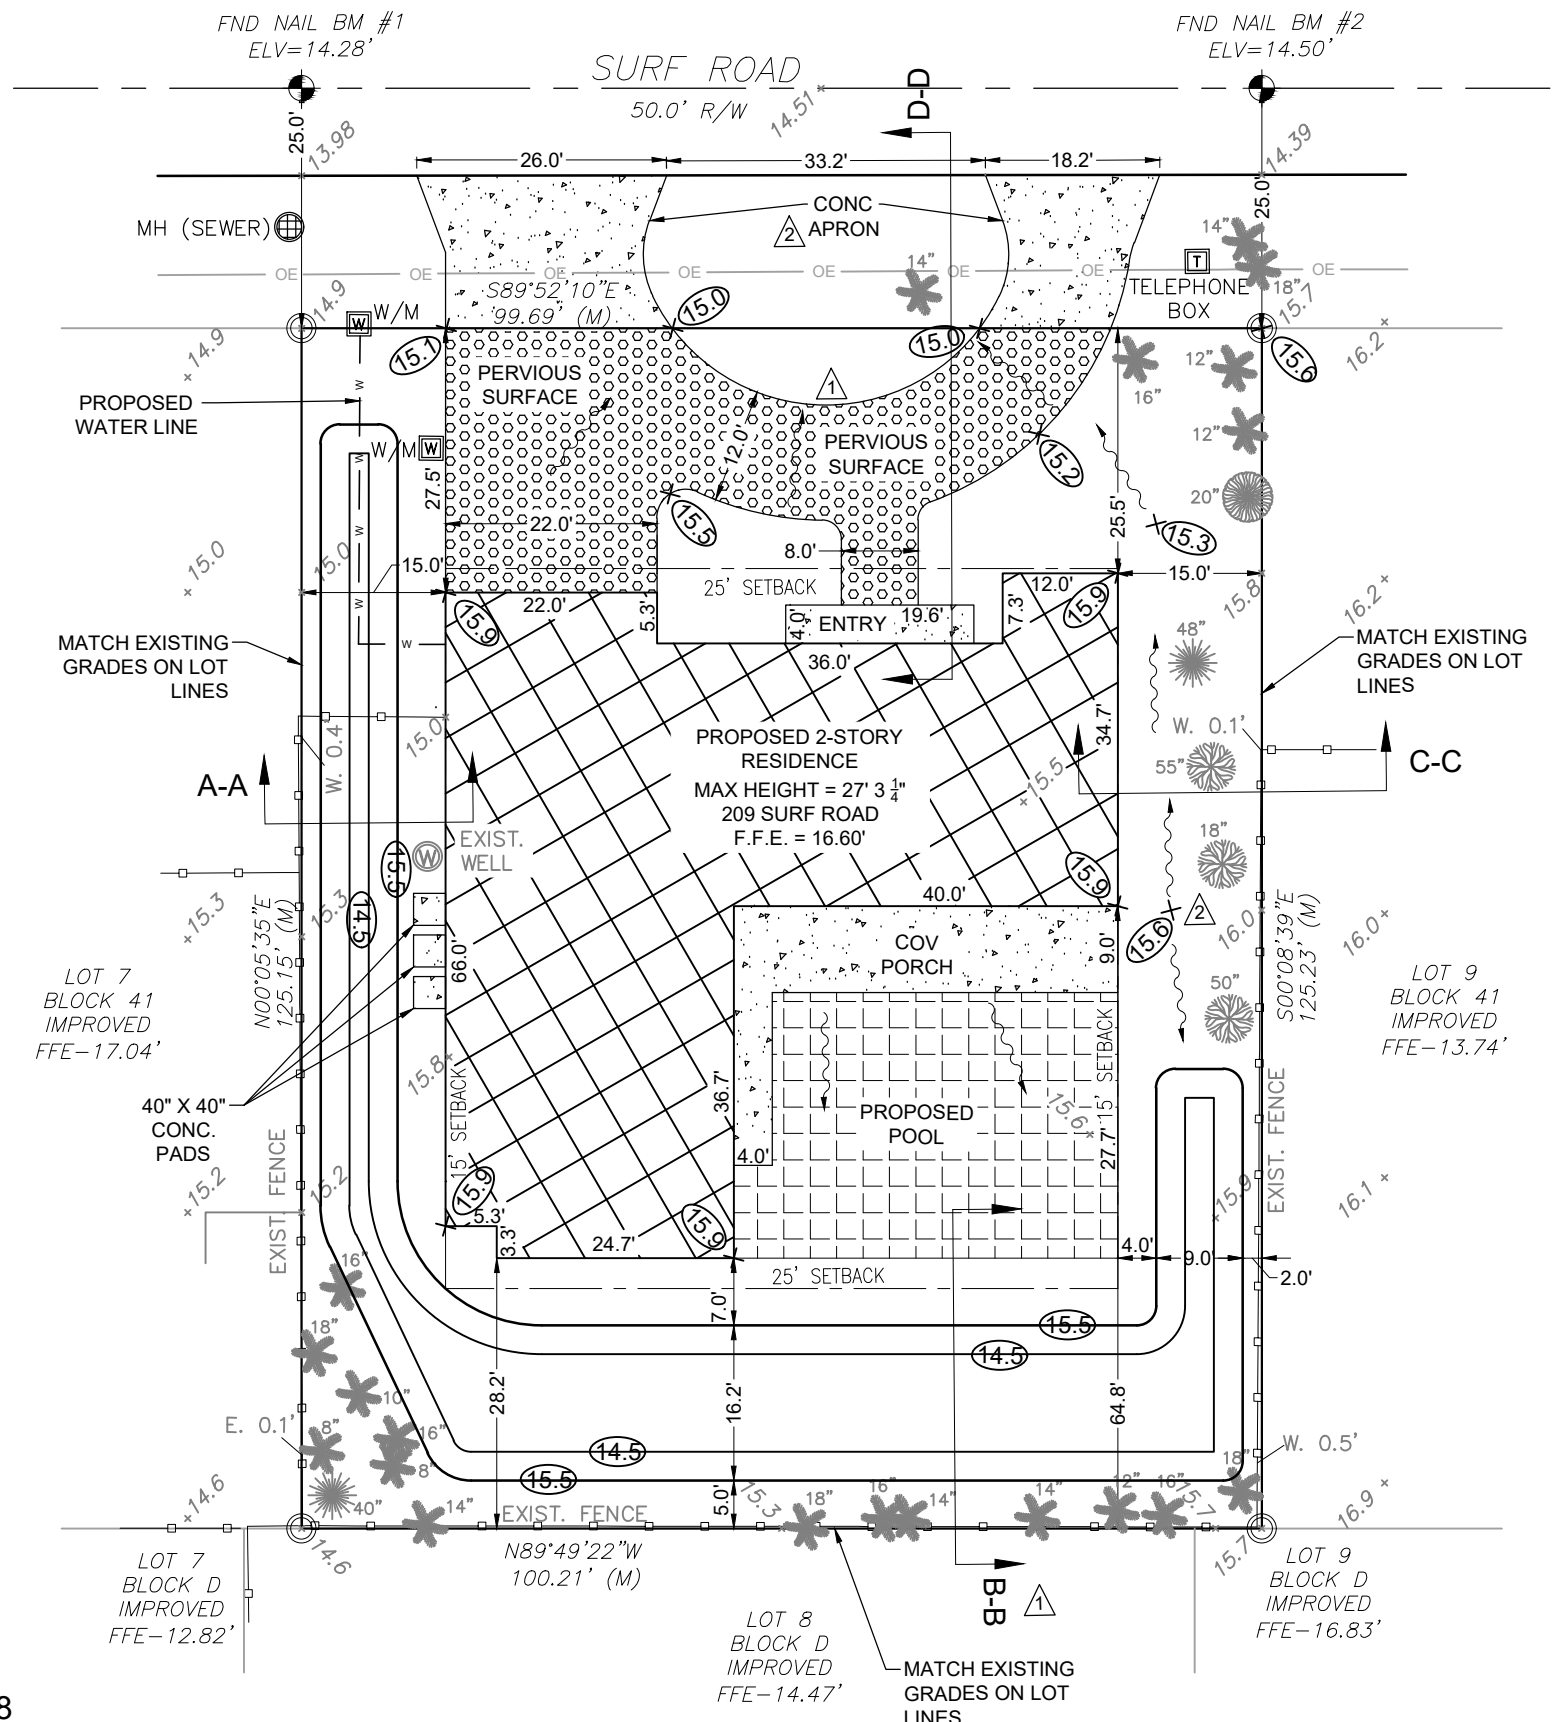 FND NAIL BM #1
ELV=14.28'
FND NAIL BM #2
ELV=14.50'
SURF ROAD
50.0' R/W
14.51
D-D
25.0'
13.98
14.39
25.0'
26.0'
33.2'
18.2'
CONC
APRON
2
MH (SEWER)
14"
18"
OE
OE
OE
OE
OE
OE
OE
14"
T
TELEPHONE
BOX
S89°52'10"E
99.69' (M)
14.9
W W/M
15.0
15.0
15.1
15.7
15.6
16.2
14.9
PERVIOUS
SURFACE
1
12"
16"
PROPOSED
WATER LINE
W
W/M W
12.0'
PERVIOUS
SURFACE
12"
15.2
27.5'
W
20"
22.0'
15.5
25.5'
15.3
W
15.0
15.0
15.0'
8.0'
15.0'
25' SETBACK
12.0'
15.8
16.2
W
22.0'
15.9
5.3'
4.0'
ENTRY
19.6'
7.3'
15.9
W
36.0'
48"
MATCH EXISTING
GRADES ON LOT
LINES
MATCH EXISTING
GRADES ON LOT
LINES
W. 0.4'
15.0
PROPOSED 2-STORY
RESIDENCE
MAX HEIGHT = 27' 3 1/4"
209 SURF ROAD
F.F.E. = 16.60'
34.7'
W. 0.1'
A-A
15.5
55"
C-C
EXIST.
WELL
W
18"
15.5
14.5
15.9
40.0'
15.3
15.3
N00°05'35"E
125.15' (M)
66.0'
COV
PORCH
9.0'
15.6
2
16.0
16.0
LOT 7
BLOCK 41
IMPROVED
FFE-17.04'
50"
S00°08'39"E
125.23' (M)
LOT 9
BLOCK 41
IMPROVED
FFE-13.74'
15.8
15' SETBACK
36.7'
15' SETBACK
40" X 40"
CONC.
PADS
PROPOSED
POOL
15.6
27.7'
4.0'
EXIST. FENCE
EXIST. FENCE
15.2
15.2
15.9
5.3'
3.3'
24.7'
15.9
15.9
16.1
4.0'
9.0'
2.0'
16"
25' SETBACK
7.0'
18"
15.5
14.5
10"
28.2'
16.2'
64.8'
E. 0.1'
8"
16"
8"
14.5
15.5
W. 0.5'
18"
14.6
40"
14"
EXIST. FENCE
5.0'
15.3
18"
16"
14"
14"
12"
16"
15.7
16.9
14.6
N89°49'22"W
100.21' (M)
15.7
LOT 7
BLOCK D
IMPROVED
FFE-12.82'
B-B
1
LOT 9
BLOCK D
IMPROVED
FFE-16.83'
LOT 8
BLOCK D
IMPROVED
FFE-14.47'
MATCH EXISTING
GRADES ON LOT
LINES
8